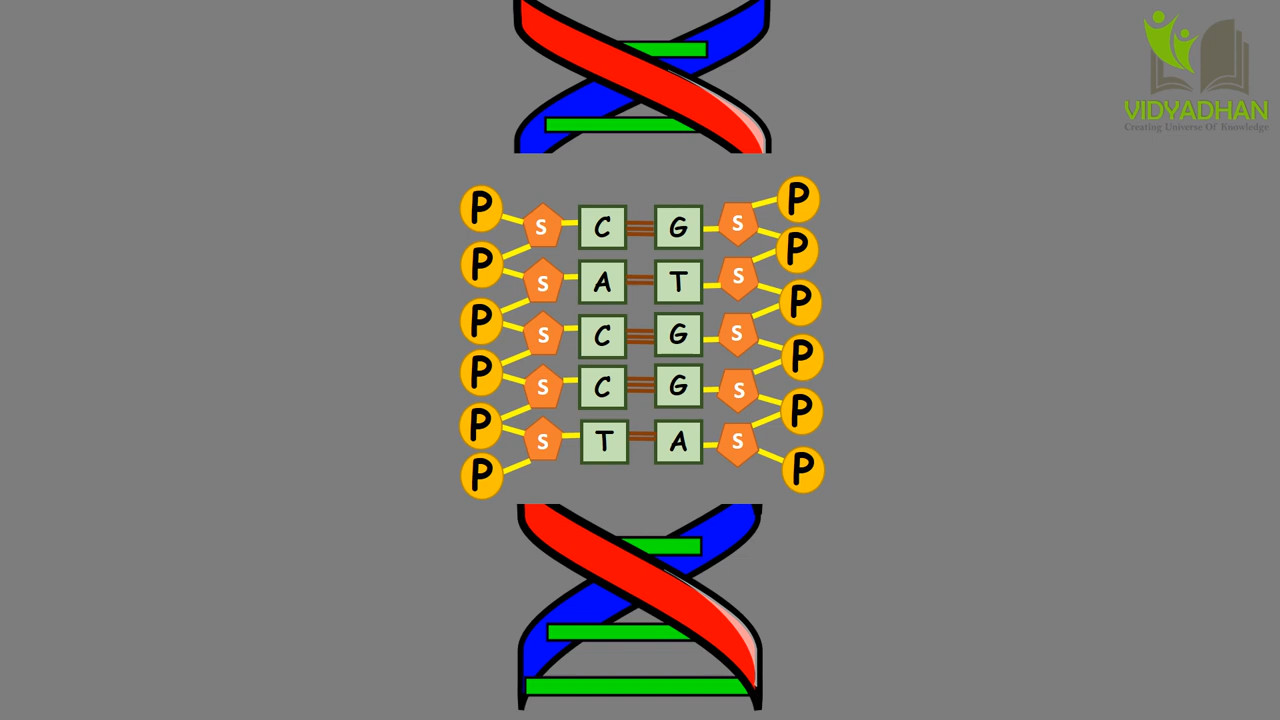 VIDYADHAN
Creating Universe Of Knowledge
P P
S C G S
P P
S A T S
P P
S C G S
P P
S C G S
P P
S T A S
P P